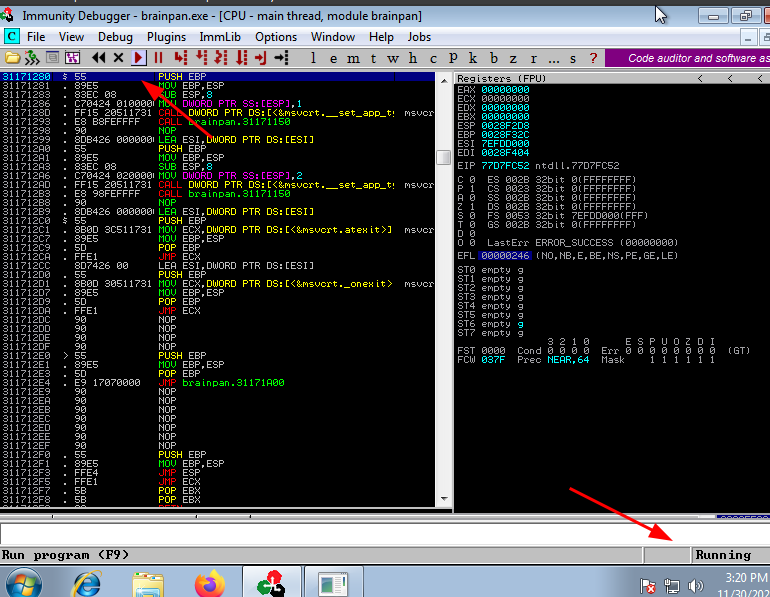 Immunity Debugger - brainpan.exe - [CPU - main thread, module brainpan]
C File View Debug Plugins ImmLib Options Window Help Jobs
l e m t w h c P k b z r ... s ? Code auditor and software as
31171280 $ 55 PUSH EBP
31171281 . 89E5 MOV EBP,ESP
31171283 . 83EC 08 SUB ESP,8
31171286 . C70424 010000 MOV DWORD PTR SS:[ESP],1
3117128D . FF15 20511731 CALL DWORD PTR DS:[<&msvcrt.__set_app_ty msvcr
31171293 . E8 B8FEFFFF CALL brainpan.31171150
31171298 . 90 NOP
31171299 . 8DB426 000000 LEA ESI,DWORD PTR DS:[ESI]
311712A0 . 55 PUSH EBP
311712A1 . 89E5 MOV EBP,ESP
311712A3 . 83EC 08 SUB ESP,8
311712A6 . C70424 020000 MOV DWORD PTR SS:[ESP],2
311712AD . FF15 20511731 CALL DWORD PTR DS:[<&msvcrt.__set_app_ty msvcr
311712B3 . E8 98FEFFFF CALL brainpan.31171150
311712B8 . 90 NOP
311712B9 . 8DB426 000000 LEA ESI,DWORD PTR DS:[ESI]
311712C0 $ 55 PUSH EBP
311712C1 . 8B0D 3C511731 MOV ECX,DWORD PTR DS:[<&msvcrt.atexit>] msvcr
311712C7 . 89E5 MOV EBP,ESP
311712C9 . 5D POP EBP
311712CA . FFE1 JMP ECX
311712CC 8D7426 00 LEA ESI,DWORD PTR DS:[ESI]
311712D0 . 55 PUSH EBP
311712D1 . 8B0D 30511731 MOV ECX,DWORD PTR DS:[<&msvcrt._onexit> msvcr
311712D7 . 89E5 MOV EBP,ESP
311712D9 . 5D POP EBP
311712DA . FFE1 JMP ECX
311712DC 90 NOP
311712DD 90 NOP
311712DE 90 NOP
311712DF 90 NOP
311712E0 > 55 PUSH EBP
311712E1 . 89E5 MOV EBP,ESP
311712E3 . 5D POP EBP
311712E4 . E9 17070000 JMP brainpan.31171A00
311712E9 90 NOP
311712EA 90 NOP
311712EB 90 NOP
311712EC 90 NOP
311712ED 90 NOP
311712EE 90 NOP
311712EF 90 NOP
311712F0 . 55 PUSH EBP
311712F1 . 89E5 MOV EBP,ESP
311712F3 . FFE4 JMP ESP
311712F5 . FFE1 JMP ECX
311712F7 . 5B POP EBX
311712F8 . 5B POP EBX
Registers (FPU) < < <
EAX 00000000
ECX 00000000
EDX 00000000
EBX 00000000
ESP 0028F2D8
EBP 0028F32C
ESI 7EFDD000
EDI 0028F404
EIP 77D7FC52 ntdll.77D7FC52
C 0 ES 002B 32bit 0(FFFFFFFF)
P 1 CS 0023 32bit 0(FFFFFFFF)
A 0 SS 002B 32bit 0(FFFFFFFF)
Z 1 DS 002B 32bit 0(FFFFFFFF)
S 0 FS 0053 32bit 7EFDD000(FFF)
T 0 GS 002B 32bit 0(FFFFFFFF)
D 0
O 0 LastErr ERROR_SUCCESS (00000000)
EFL 00000246 (NO,NB,E,BE,NS,PE,GE,LE)
ST0 empty g
ST1 empty g
ST2 empty g
ST3 empty g
ST4 empty g
ST5 empty g
ST6 empty g
ST7 empty g
3 2 1 0 E S P U O Z D I
FST 0000 Cond 0 0 0 0 Err 0 0 0 0 0 0 0 0 (GT)
FCW 037F Prec NEAR,64 Mask 1 1 1 1 1 1
Run program (F9) Running
3:20 PM
11/30/202